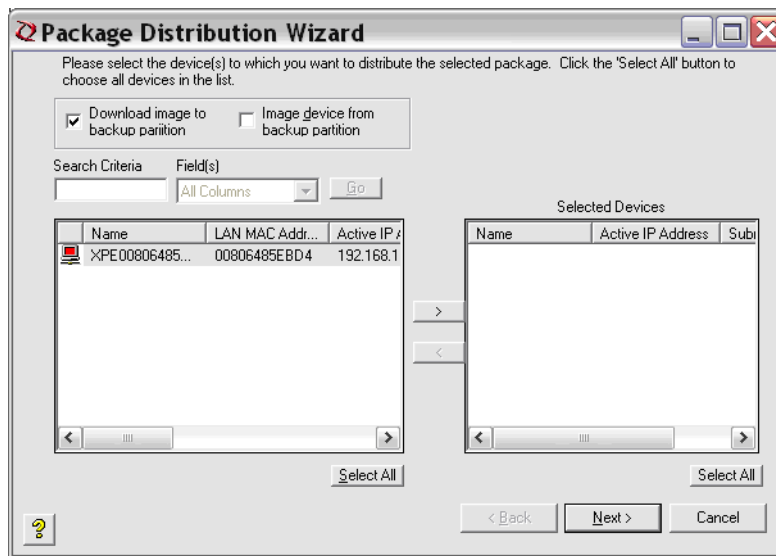 Package Distribution Wizard
Please select the device(s) to which you want to distribute the selected package. Click the 'Select All' button to
choose all devices in the list.
Download image to
backup pariition
Image device from
backup partition
Search Criteria
Field(s)
All Columns
Go
Selected Devices
Name LAN MAC Addr... Active IP A
XPE00806485... 00806485EBD4 192.168.1
Name Active IP Address Subr
>
<
Select All
Select All
?
< Back
Next >
Cancel